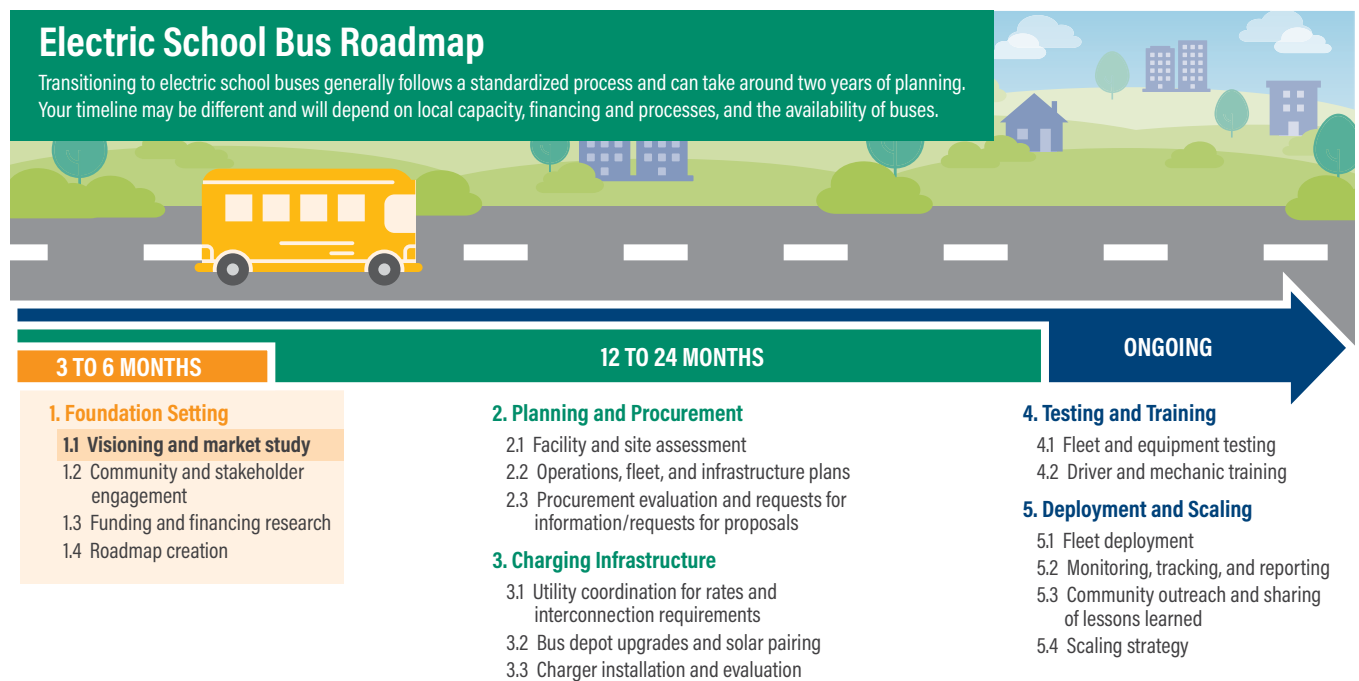 Electric School Bus Roadmap
Transitioning to electric school buses generally follows a standardized process and can take around two years of planning.
Your timeline may be different and will depend on local capacity, financing and processes, and the availability of buses.
3 TO 6 MONTHS
12 TO 24 MONTHS
ONGOING
1. Foundation Setting
1.1 Visioning and market study
1.2 Community and stakeholder
engagement
1.3 Funding and financing research
1.4 Roadmap creation
2. Planning and Procurement
2.1 Facility and site assessment
2.2 Operations, fleet, and infrastructure plans
2.3 Procurement evaluation and requests for
information/requests for proposals
3. Charging Infrastructure
3.1 Utility coordination for rates and
interconnection requirements
3.2 Bus depot upgrades and solar pairing
3.3 Charger installation and evaluation
4. Testing and Training
4.1 Fleet and equipment testing
4.2 Driver and mechanic training
5. Deployment and Scaling
5.1 Fleet deployment
5.2 Monitoring, tracking, and reporting
5.3 Community outreach and sharing
of lessons learned
5.4 Scaling strategy